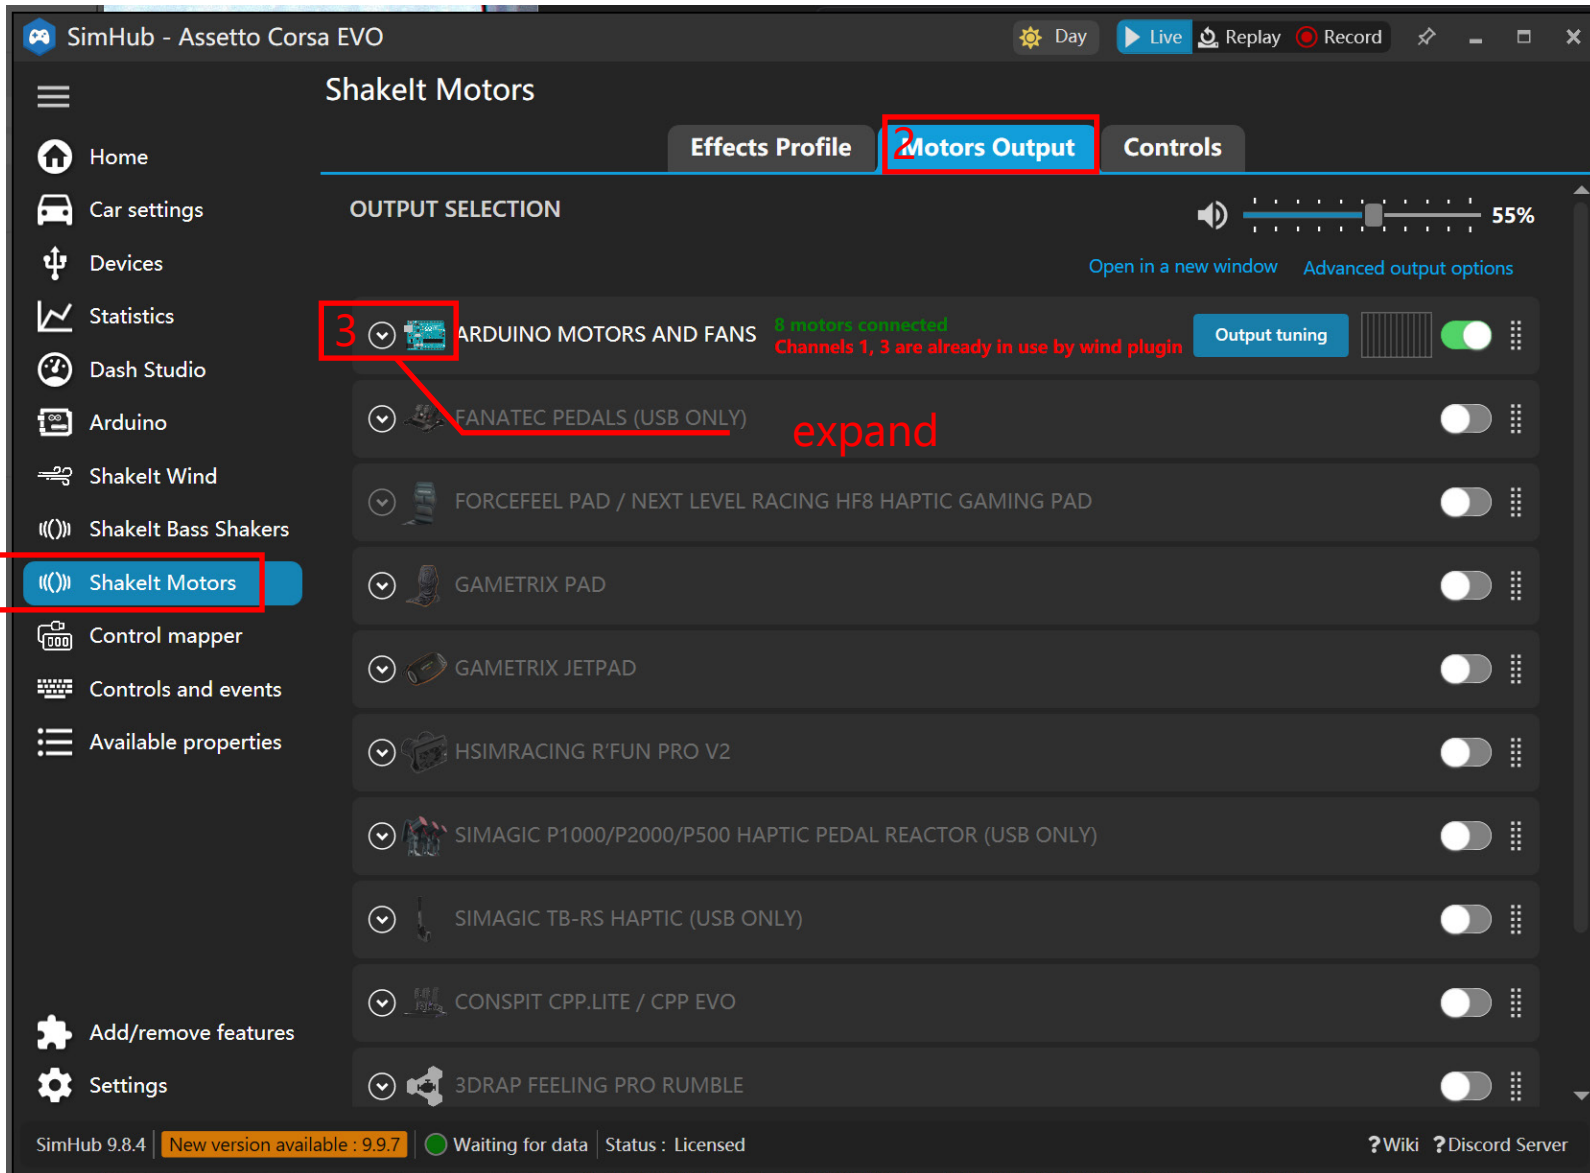 SimHub - Assetto Corsa EVO
Day
Live
Replay
Record
ShakeIt Motors
Effects Profile
2
Motors Output
Controls
Home
Car settings
Devices
Statistics
Dash Studio
Arduino
ShakeIt Wind
ShakeIt Bass Shakers
ShakeIt Motors
Control mapper
Controls and events
Available properties
Add/remove features
Settings
OUTPUT SELECTION
55%
Open in a new window
Advanced output options
3
ARDUINO MOTORS AND FANS
8 motors connected
Channels 1, 3 are already in use by wind plugin
Output tuning
FANATEC PEDALS (USB ONLY)
expand
FORCEFEEL PAD / NEXT LEVEL RACING HF8 HAPTIC GAMING PAD
GAMETRIX PAD
GAMETRIX JETPAD
HSIMRACING R'FUN PRO V2
SIMAGIC P1000/P2000/P500 HAPTIC PEDAL REACTOR (USB ONLY)
SIMAGIC TB-RS HAPTIC (USB ONLY)
CONSPIT CPP.LITE / CPP EVO
3DRAP FEELING PRO RUMBLE
SimHub 9.8.4
New version available : 9.9.7
Waiting for data
Status : Licensed
?Wiki
?Discord Server